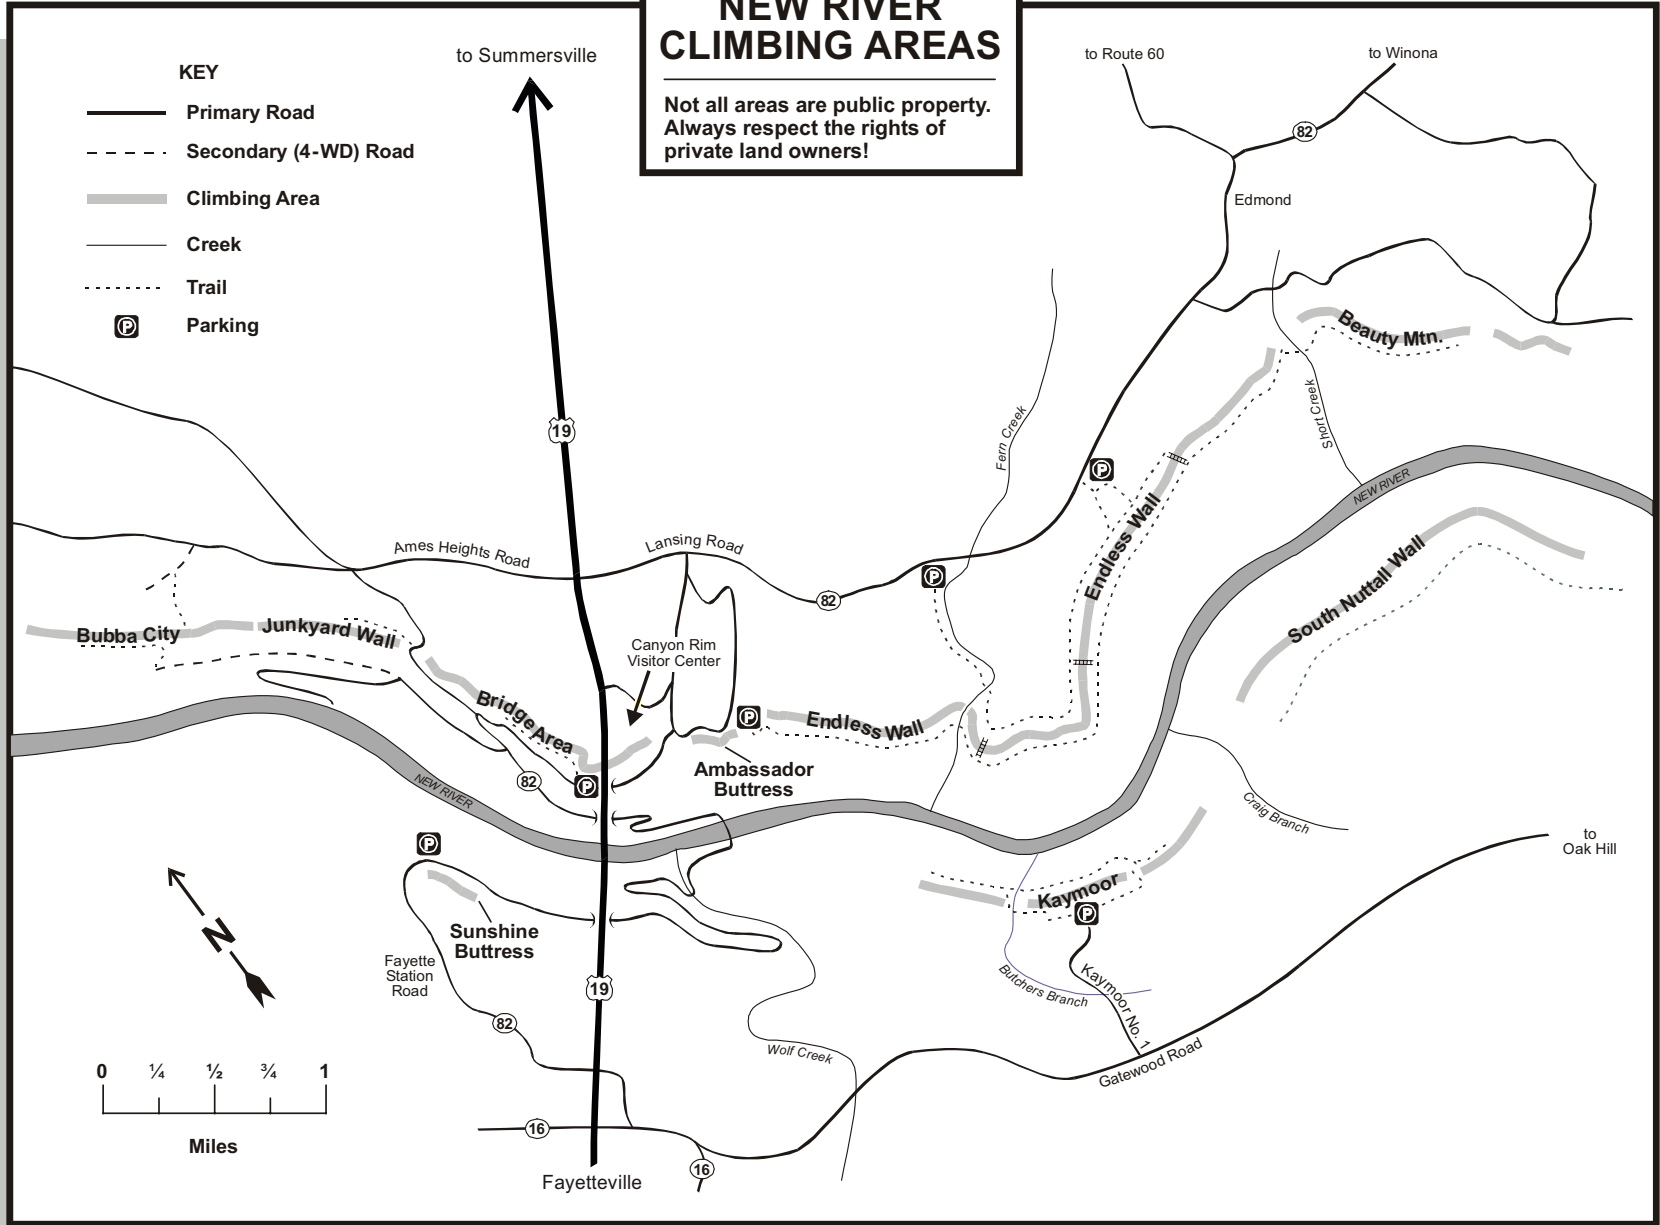 NEW RIVER
CLIMBING AREAS
Not all areas are public property.
Always respect the rights of
private land owners!
to Summersville
to Route 60
to Winona
KEY
Primary Road
Secondary (4-WD) Road
Climbing Area
Creek
Trail
P
Parking
82
Edmond
Beauty Mtn.
Short Creek
Fern Creek
19
P
NEW RIVER
Endless Wall
South Nuttall Wall
Ames Heights Road
Lansing Road
P
82
Bubba City
Junkyard Wall
Canyon Rim
Visitor Center
Bridge Area
P
Endless Wall
Ambassador
Buttress
82
P
NEW RIVER
Craig Branch
to
Oak Hill
P
Kaymoor
P
Sunshine
Buttress
N
Fayette
Station
Road
19
Butchers Branch
Kaymoor No. 1
82
Wolf Creek
Gatewood Road
0 ¼ ½ ¾ 1
Miles
16
16
Fayetteville